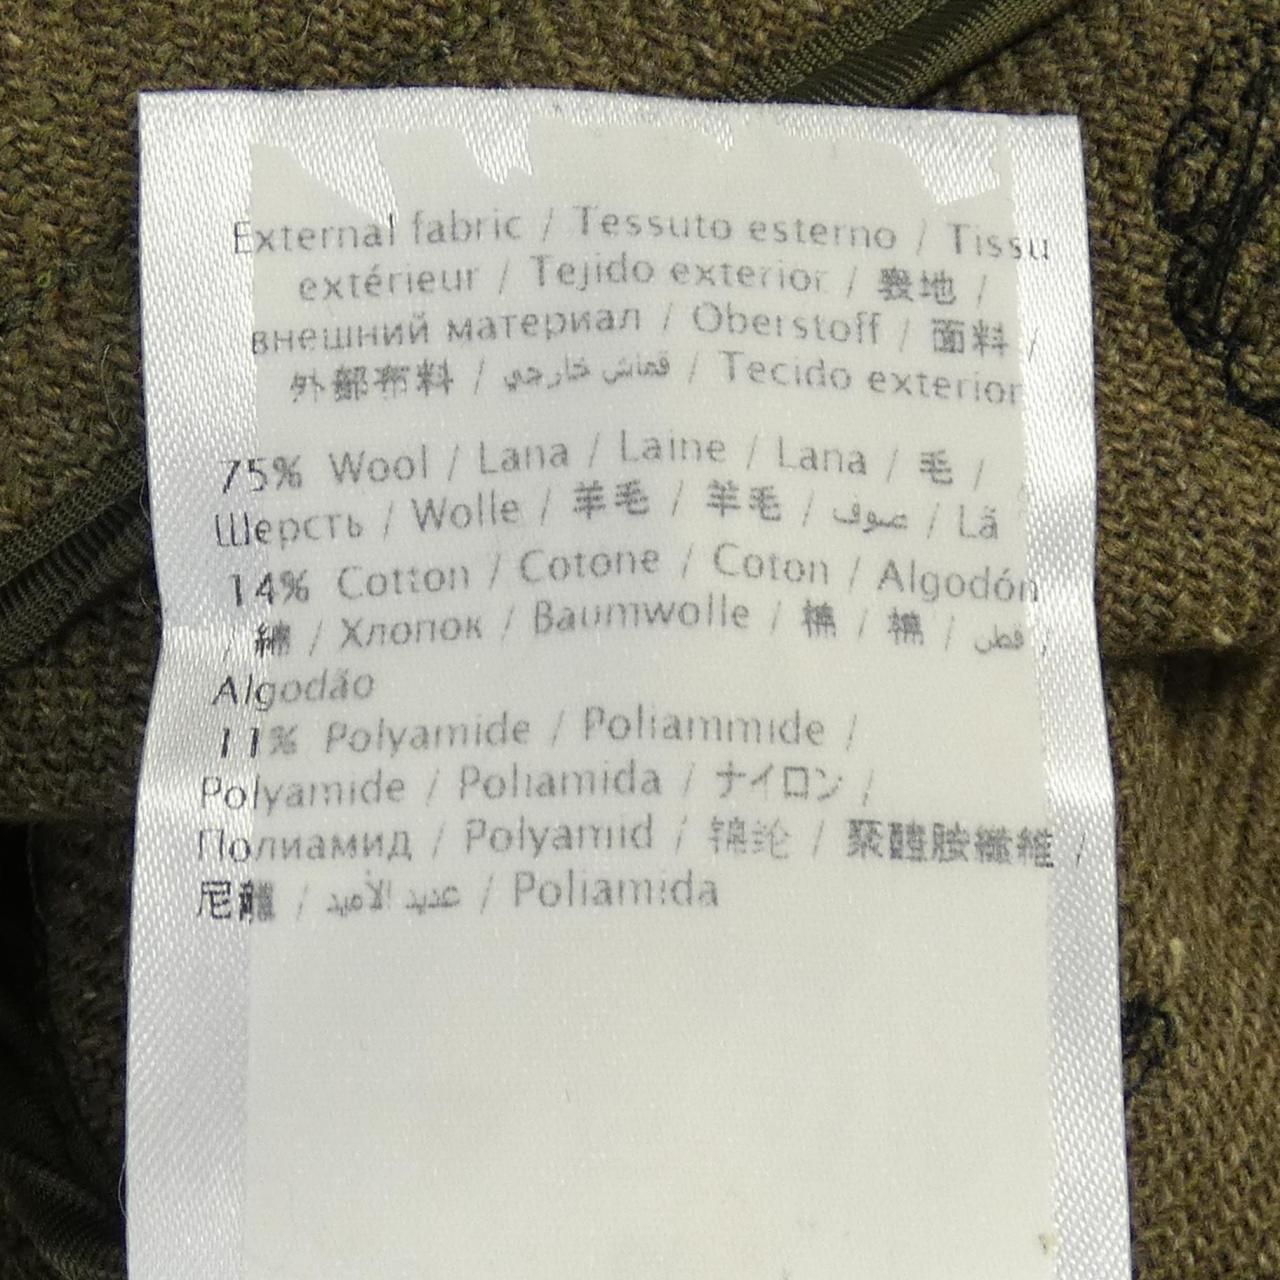 External fabric / Tessuto esterno / Tissu
extérieur / Tejido exterior / 表地 /
внешний материал / Oberstoff / 面料 /
外部布料 / قماش خارجي / Tecido exterior
75% Wool / Lana / Laine / Lana / 毛 /
Шерсть / Wolle / 羊毛 / 羊毛 / صوف / Lã
14% Cotton / Cotone / Coton / Algodón
/ 綿 / Хлопок / Baumwolle / 棉 / 棉 / قطن /
Algodão
11% Polyamide / Poliammide /
Polyamide / Poliamida / ナイロン /
Полиамид / Polyamid / 锦纶 / 聚醯胺纖維 /
尼龍 / عديد الأميد / Poliamida